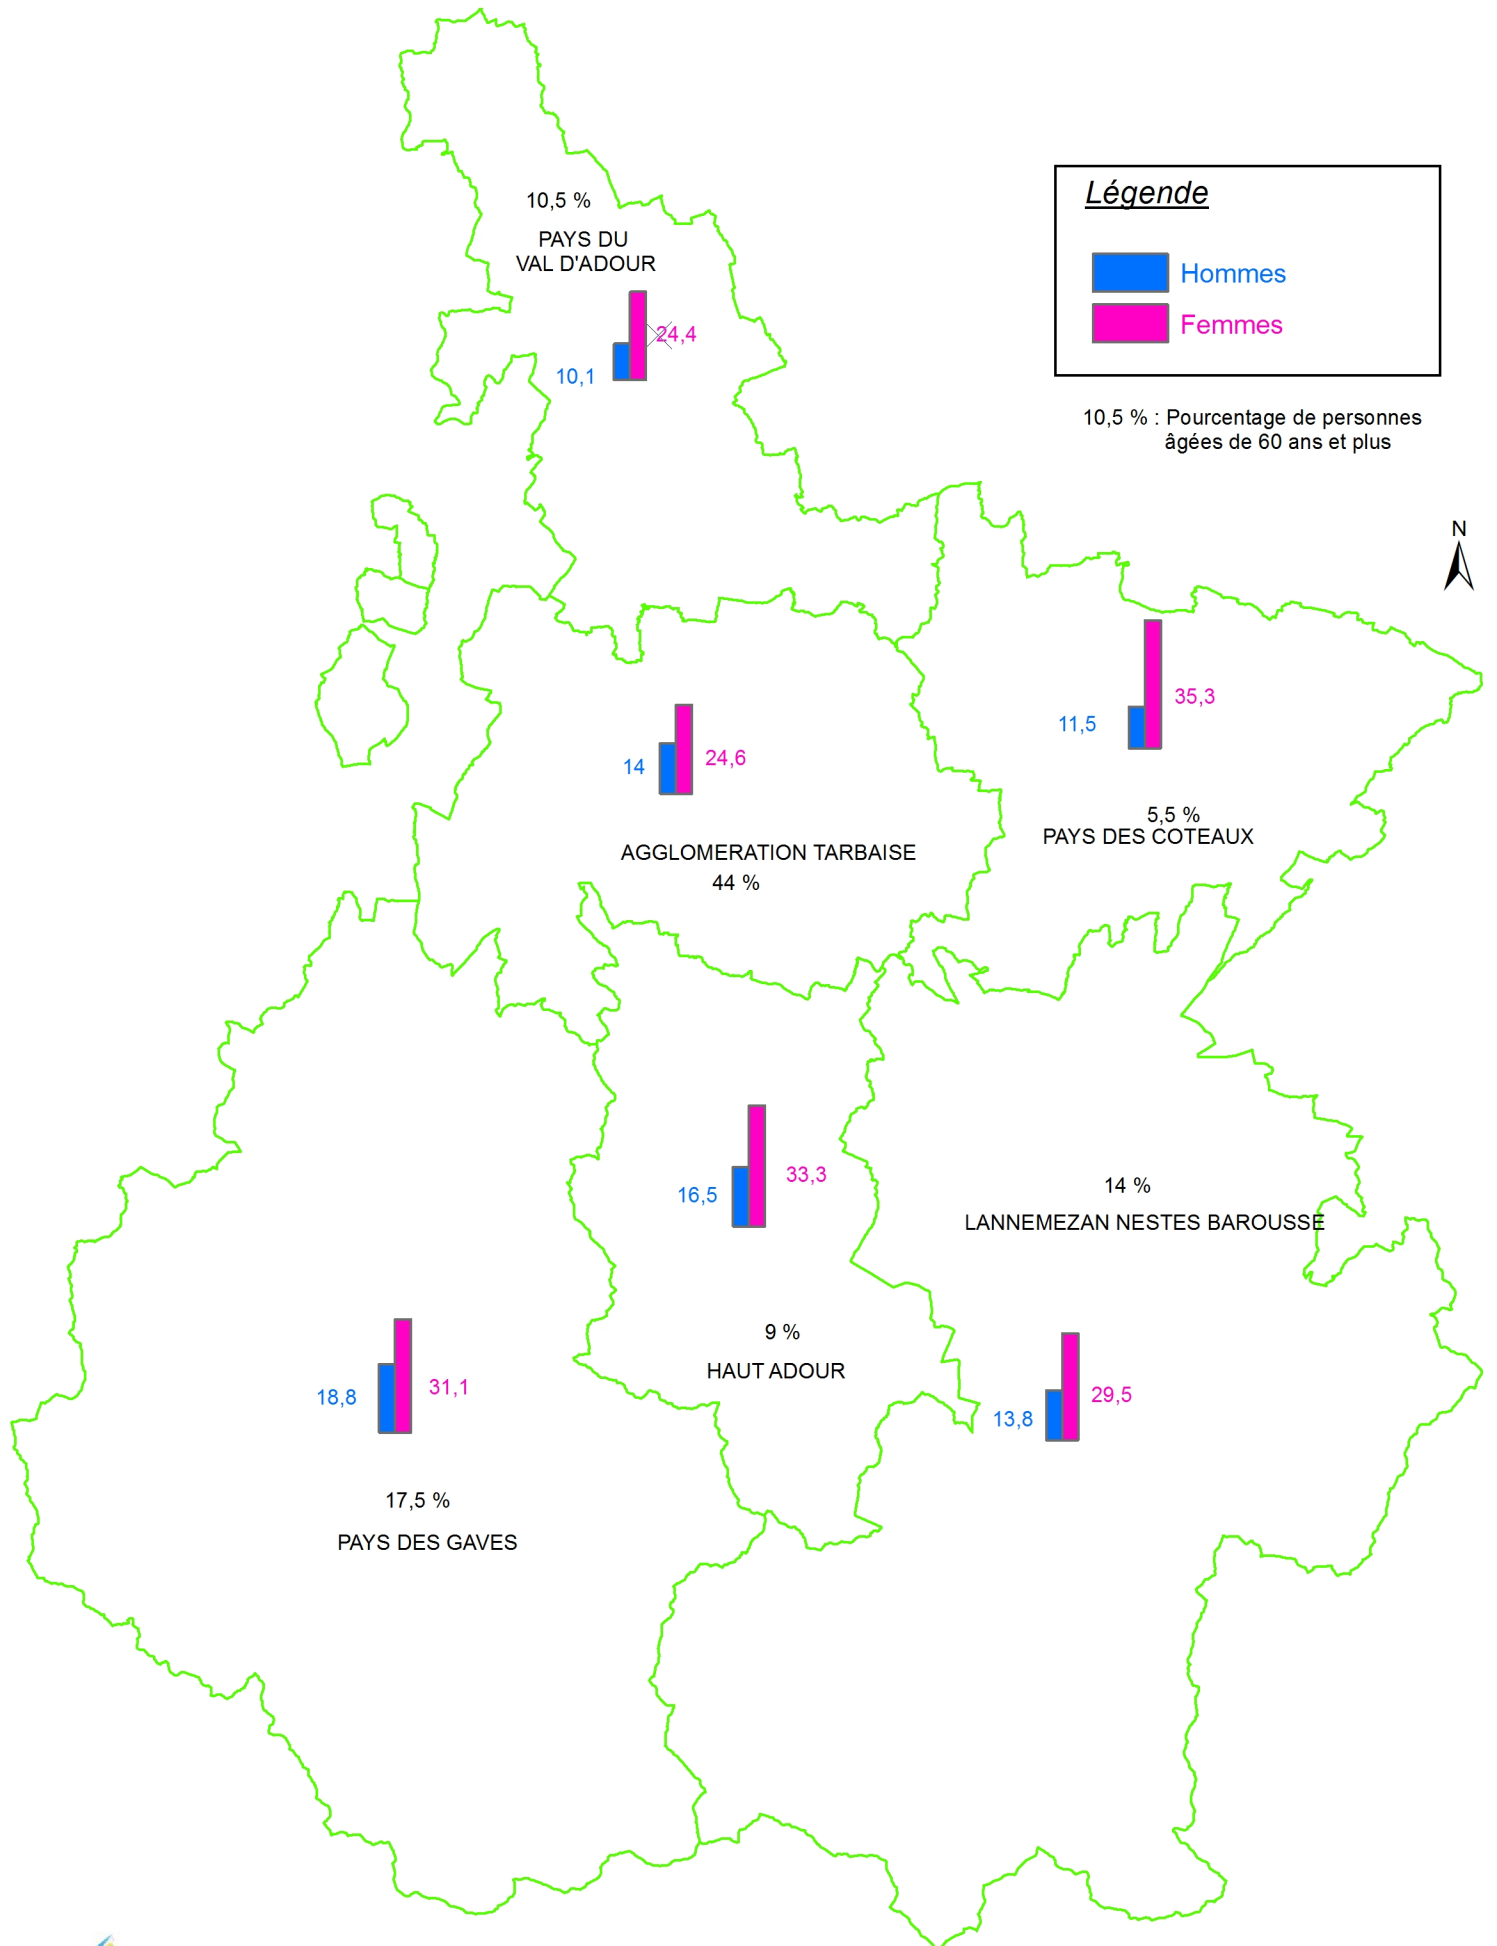 10,5 %
PAYS DU
VAL D'ADOUR
24,4
10,1
Légende
Hommes
Femmes
10,5 % : Pourcentage de personnes
âgées de 60 ans et plus
N
35,3
11,5
5,5 %
PAYS DES COTEAUX
14
24,6
AGGLOMERATION TARBAISE
44 %
16,5
33,3
9 %
HAUT ADOUR
14 %
LANNEMEZAN NESTES BAROUSSE
13,8
29,5
18,8
31,1
17,5 %
PAYS DES GAVES